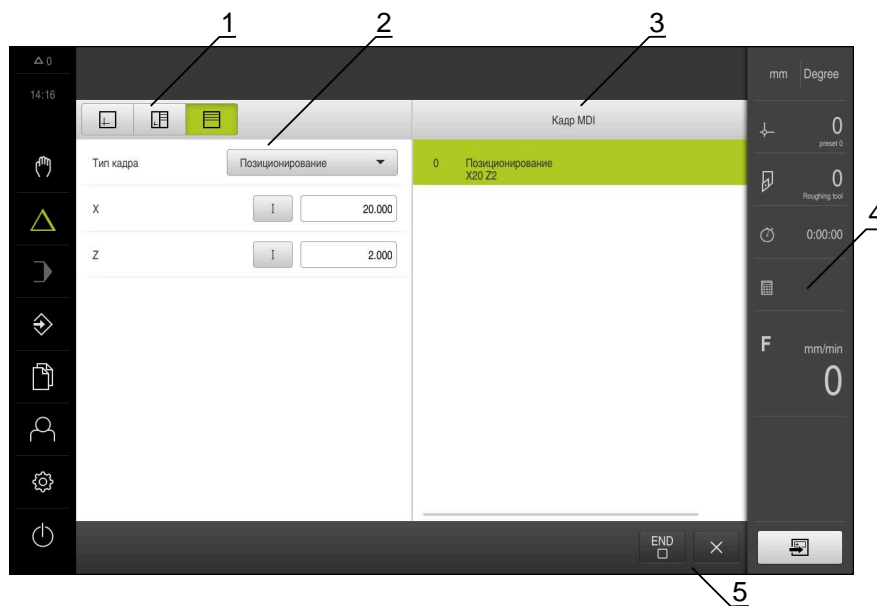 1
2
3
0
14:16
mm Degree
Кадр MDI
0
preset 0
Тип кадра
Позиционирование
0 Позиционирование
X20 Z2
0
Roughing tool
X
I
20.000
4
0:00:00
Z
I
2.000
F
mm/min
0
END
5